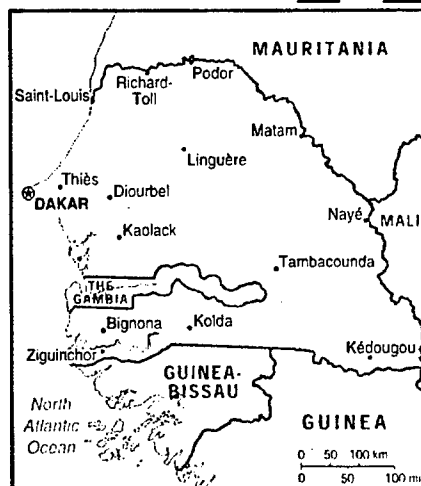 MAURITANIA
Podor
Richard-
Toll
Saint-Louis
Matam
Linguère
Thiès
Diourbel
DAKAR
Nayé
MALI
Kaolack
Tambacounda
THE
GAMBIA
Bignona
Kolda
Ziguinchor
Kédougou
GUINEA-
BISSAU
North
Atlantic
Ocean
GUINEA
0 50 100 km
0 50 100 mi